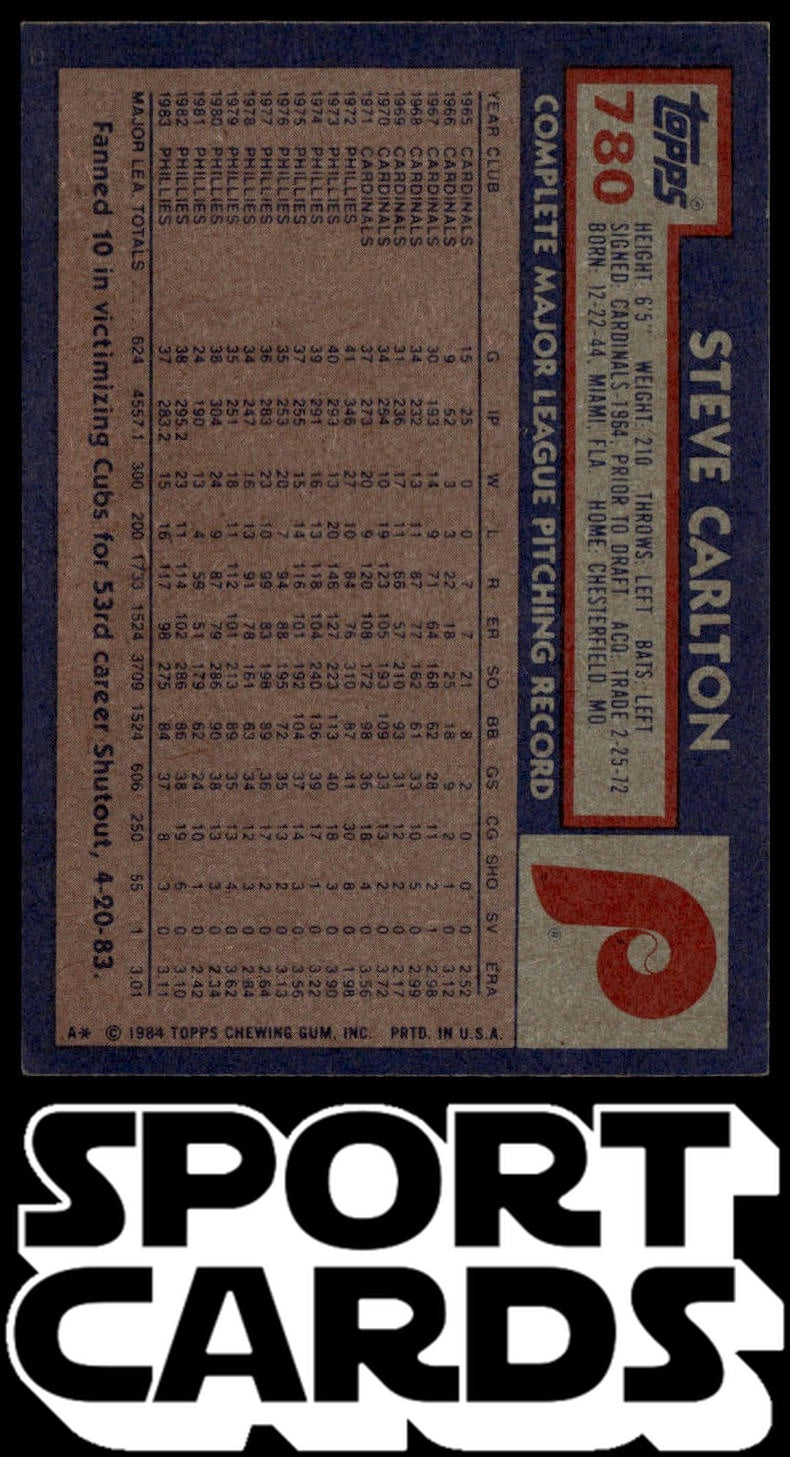 STEVE CARLTON
topps®
780
HEIGHT: 6'5" WEIGHT: 210 THROWS: LEFT BATS: LEFT
SIGNED: CARDINALS-1964, PRIOR TO DRAFT ACQ. TRADE 2-25-72
BORN: 12-22-44, MIAMI, FLA. HOME: CHESTERFIELD, MO.
COMPLETE MAJOR LEAGUE PITCHING RECORD
®
YEAR CLUB G IP W L R ER SO BB GS CG SHO SV ERA
1965 CARDINALS 15 25 0 0 7 7 21 8 2 0 0 0 2.52
1966 CARDINALS 9 52 3 3 22 18 25 18 9 2 1 0 3.12
1967 CARDINALS 30 193 14 9 71 64 168 62 28 11 2 1 2.98
1968 CARDINALS 34 232 13 11 87 77 162 61 33 10 5 0 2.99
1969 CARDINALS 31 236 17 11 66 57 210 93 31 12 2 0 2.17
1970 CARDINALS 34 254 10 19 123 105 193 109 33 13 2 0 3.72
1971 CARDINALS 37 273 20 9 120 108 172 98 36 18 4 0 3.56
1972 PHILLIES 41 346 27 10 84 76 310 87 41 30 8 0 1.98
1973 PHILLIES 40 293 13 20 146 127 223 113 40 18 3 0 3.90
1974 PHILLIES 39 291 16 13 118 104 240 136 39 17 1 0 3.22
1975 PHILLIES 37 255 15 14 116 101 192 104 37 14 3 0 3.56
1976 PHILLIES 35 253 20 7 94 88 195 72 35 13 2 0 3.13
1977 PHILLIES 36 283 23 10 99 83 198 89 36 17 2 0 2.64
1978 PHILLIES 34 247 16 13 91 78 161 63 34 12 3 0 2.84
1979 PHILLIES 35 251 18 11 112 101 213 89 35 13 4 0 3.62
1980 PHILLIES 38 304 24 9 87 79 286 90 38 13 3 0 2.34
1981 PHILLIES 24 190 13 4 59 51 179 62 24 10 1 0 2.42
1982 PHILLIES 38 295.2 23 11 114 102 286 86 38 19 6 0 3.10
1983 PHILLIES 37 283.2 15 16 117 98 275 84 37 8 3 0 3.11
MAJOR LEA. TOTALS . . . . 624 4557.1 300 200 1733 1524 3709 1524 606 250 55 1 3.01
Fanned 10 in victimizing Cubs for 53rd career Shutout, 4-20-83.
A* © 1984 TOPPS CHEWING GUM, INC. PRTD. IN U.S.A.
SPORT
CARDS